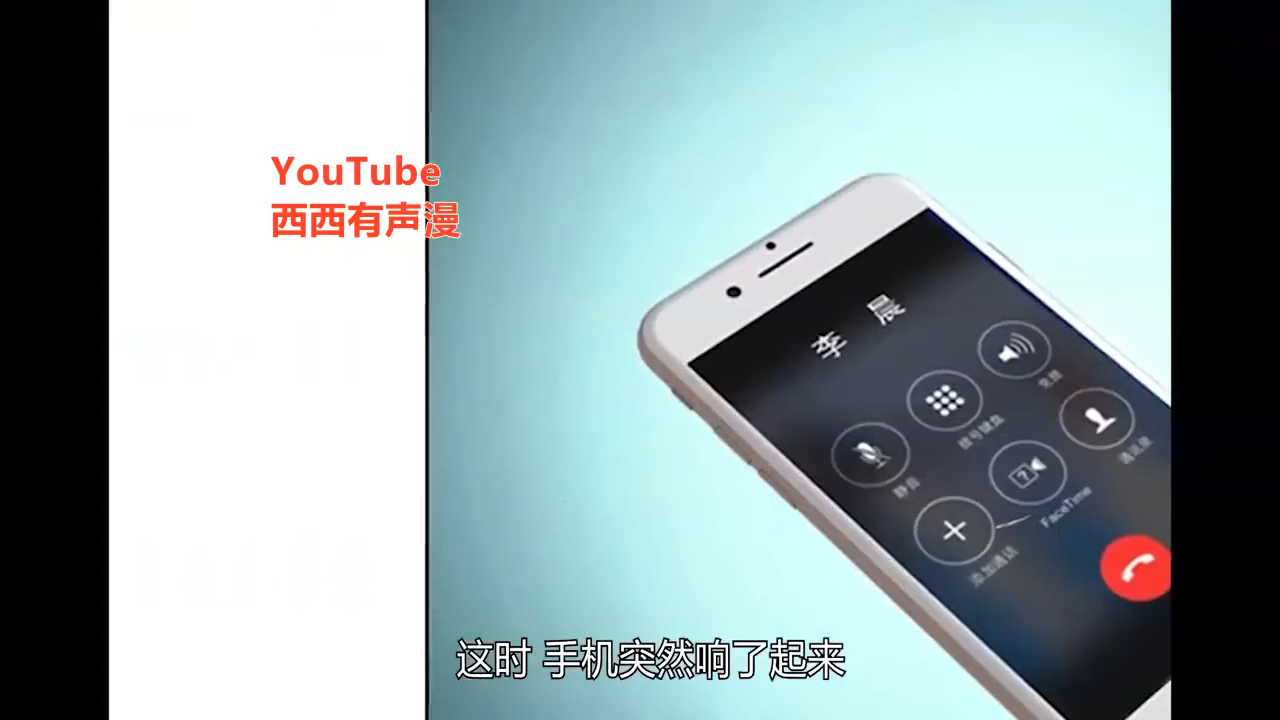 YouTube
西西有声漫
李晨
免提
拨号键盘
静音
通讯录
FaceTime
添加通话
这时 手机突然响了起来